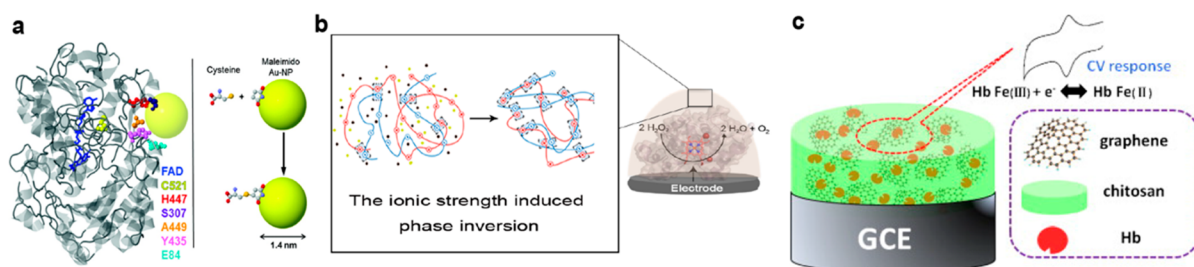 a
Cysteine
Maleimido
Au-NP
+
FAD
C521
H447
S307
A449
Y435
E84
1.4 nm
b
The ionic strength induced
phase inversion
2 H₂O₂
2 H₂O + O₂
Electrode
c
CV response
Hb Fe(III) + e⁻ Hb Fe(II)
graphene
chitosan
Hb
GCE